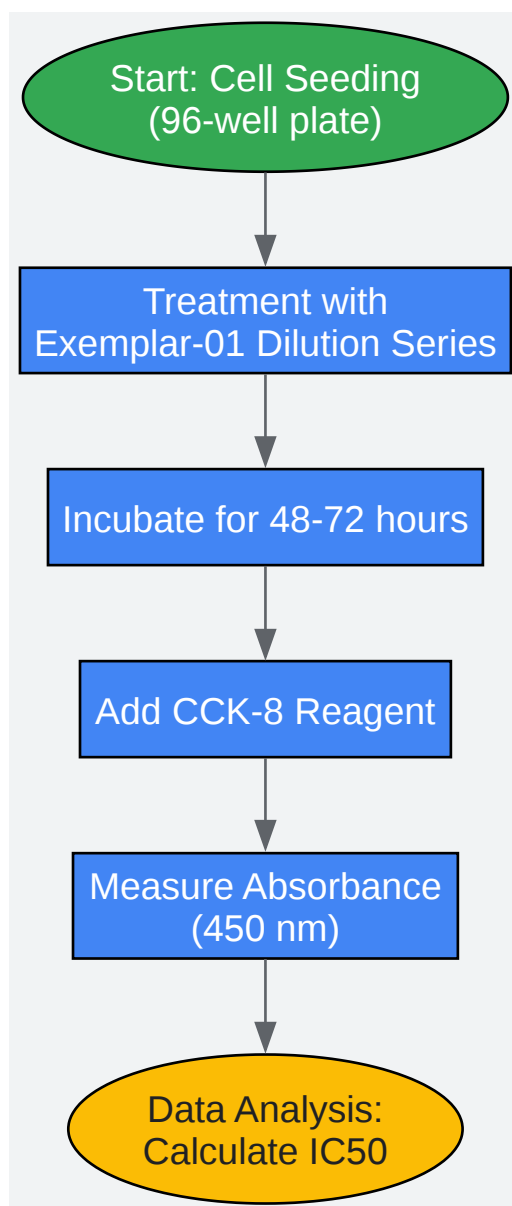 Start: Cell Seeding
(96-well plate)
Treatment with
Exemplar-01 Dilution Series
Incubate for 48-72 hours
Add CCK-8 Reagent
Measure Absorbance
(450 nm)
Data Analysis:
Calculate IC50